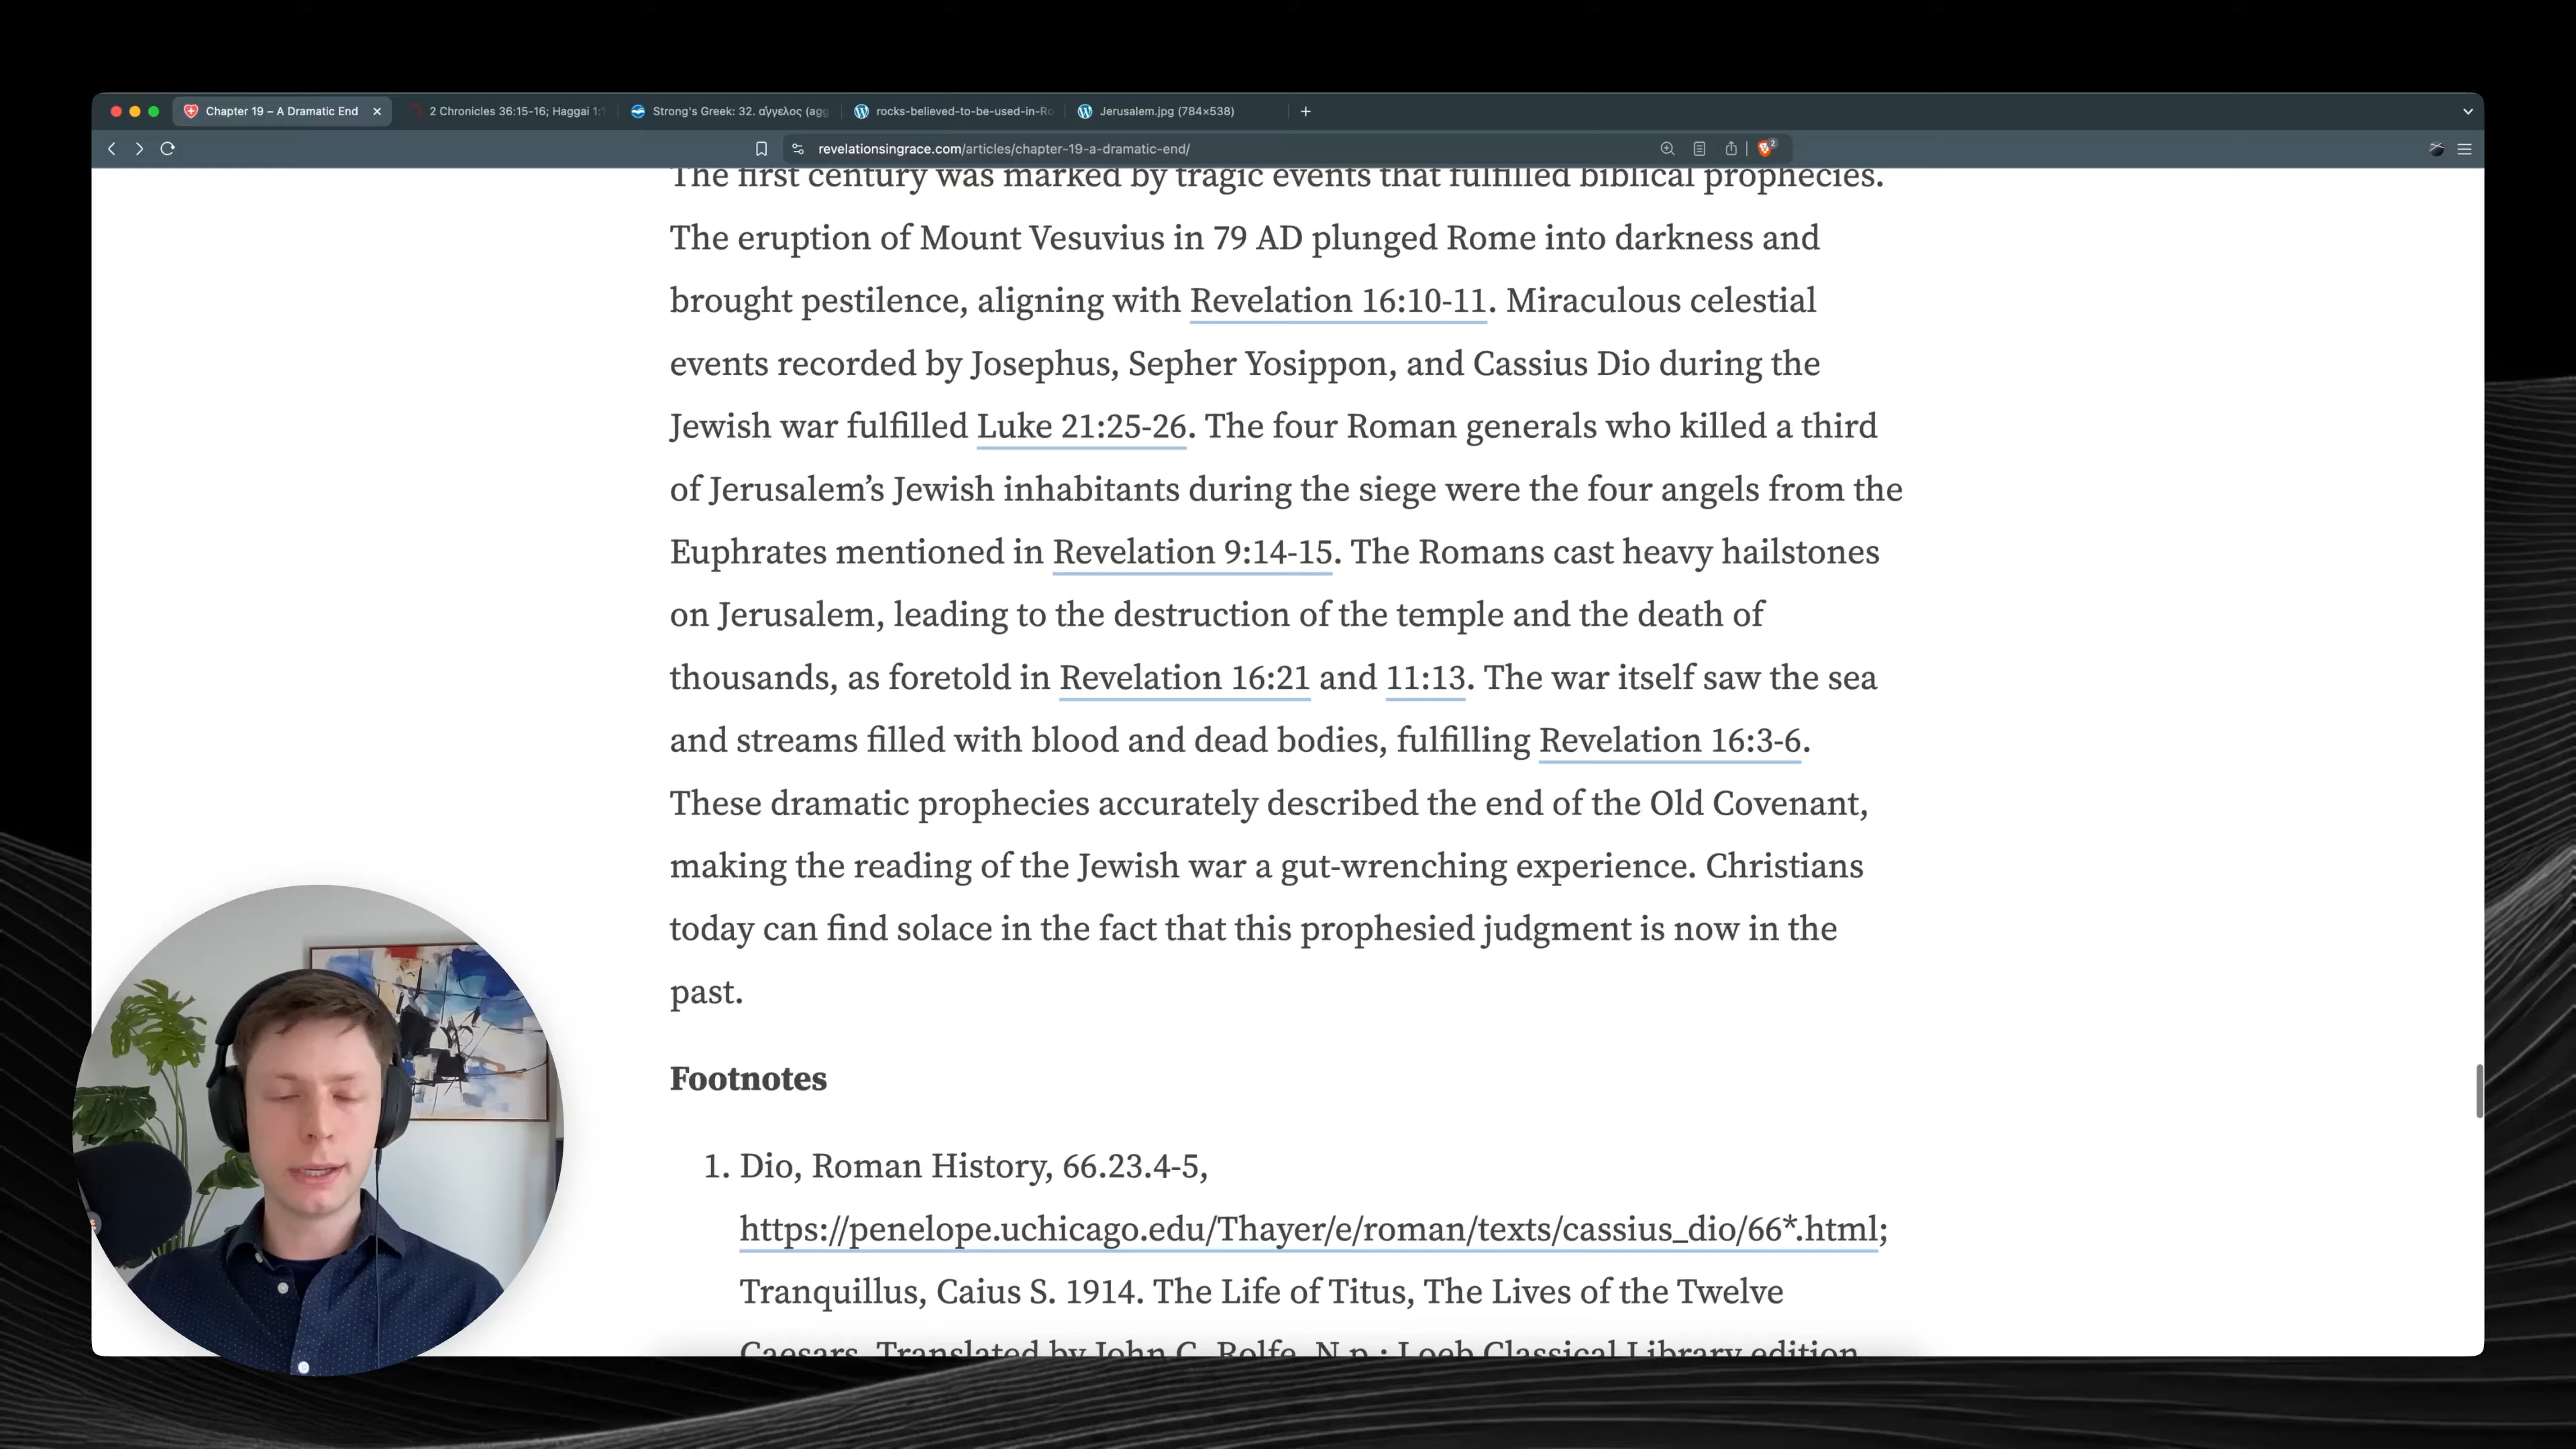 Chapter 19 – A Dramatic End
2 Chronicles 36:15-16; Haggai 1:1
Strong's Greek: 32. ἄγγελος (agg
rocks-believed-to-be-used-in-Ro
Jerusalem.jpg (784×538)
revelationsingrace.com/articles/chapter-19-a-dramatic-end/
2
The first century was marked by tragic events that fulfilled biblical prophecies.
The eruption of Mount Vesuvius in 79 AD plunged Rome into darkness and
brought pestilence, aligning with Revelation 16:10-11. Miraculous celestial
events recorded by Josephus, Sepher Yosippon, and Cassius Dio during the
Jewish war fulfilled Luke 21:25-26. The four Roman generals who killed a third
of Jerusalem’s Jewish inhabitants during the siege were the four angels from the
Euphrates mentioned in Revelation 9:14-15. The Romans cast heavy hailstones
on Jerusalem, leading to the destruction of the temple and the death of
thousands, as foretold in Revelation 16:21 and 11:13. The war itself saw the sea
and streams filled with blood and dead bodies, fulfilling Revelation 16:3-6.
These dramatic prophecies accurately described the end of the Old Covenant,
making the reading of the Jewish war a gut-wrenching experience. Christians
today can find solace in the fact that this prophesied judgment is now in the
past.
Footnotes
1. Dio, Roman History, 66.23.4-5,
https://penelope.uchicago.edu/Thayer/e/roman/texts/cassius_dio/66*.html;
Tranquillus, Caius S. 1914. The Life of Titus, The Lives of the Twelve
Caesars. Translated by John C. Rolfe. N.p.: Loeb Classical Library edition.